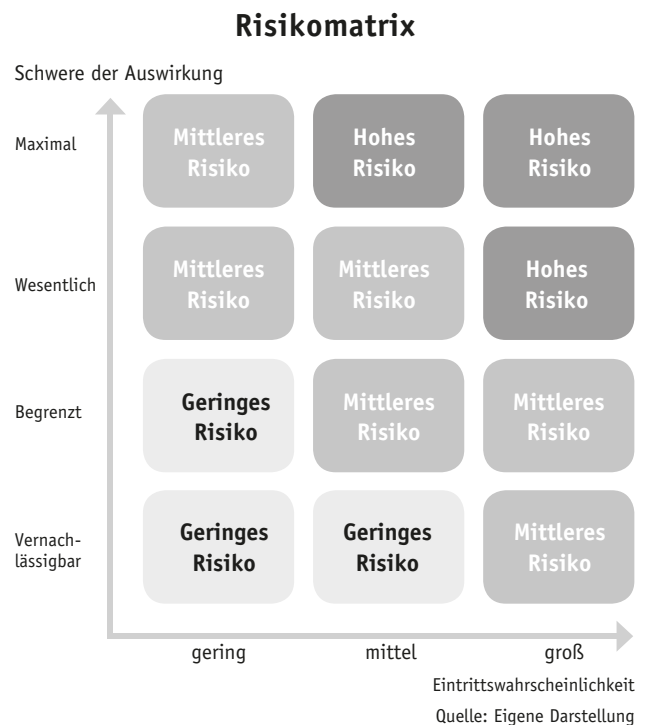 Risikomatrix
Schwere der Auswirkung
Maximal
Mittleres
Risiko
Hohes
Risiko
Hohes
Risiko
Wesentlich
Mittleres
Risiko
Mittleres
Risiko
Hohes
Risiko
Begrenzt
Geringes
Risiko
Mittleres
Risiko
Mittleres
Risiko
Vernach-
lässigbar
Geringes
Risiko
Geringes
Risiko
Mittleres
Risiko
gering
mittel
groß
Eintrittswahrscheinlichkeit
Quelle: Eigene Darstellung